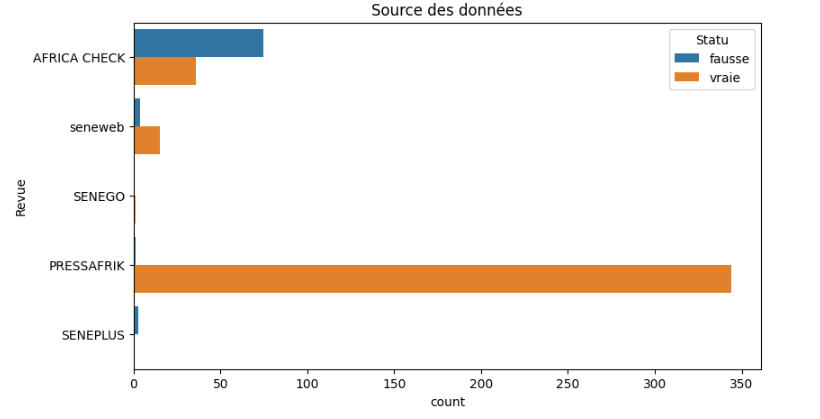 Source des données
Statu
fausse
vraie
AFRICA CHECK
seneweb
SENEGO
PRESSAFRIK
SENEPLUS
Revue
0 50 100 150 200 250 300 350
count